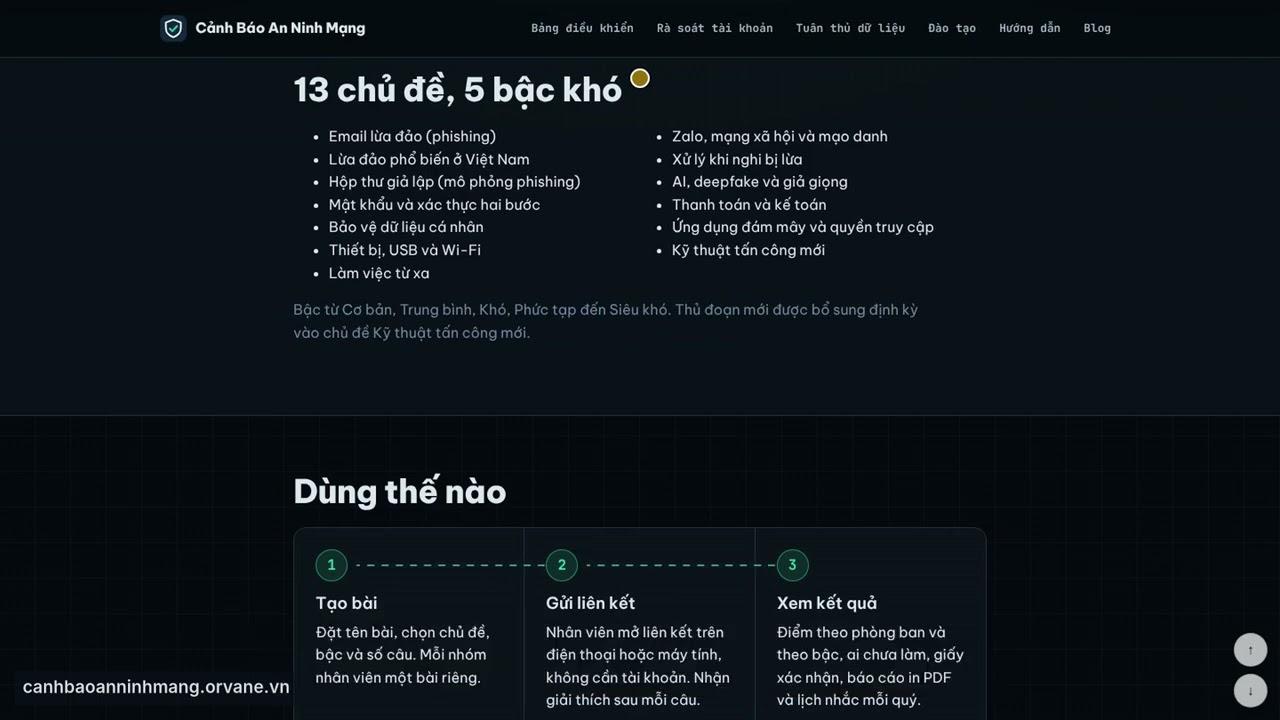 Cảnh Báo An Ninh Mạng
Bảng điều khiển
Rà soát tài khoản
Tuân thủ dữ liệu
Đào tạo
Hướng dẫn
Blog
13 chủ đề, 5 bậc khó
Email lừa đảo (phishing)
Lừa đảo phổ biến ở Việt Nam
Hộp thư giả lập (mô phỏng phishing)
Mật khẩu và xác thực hai bước
Bảo vệ dữ liệu cá nhân
Thiết bị, USB và Wi-Fi
Làm việc từ xa
Zalo, mạng xã hội và mạo danh
Xử lý khi nghi bị lừa
AI, deepfake và giả giọng
Thanh toán và kế toán
Ứng dụng đám mây và quyền truy cập
Kỹ thuật tấn công mới
Bậc từ Cơ bản, Trung bình, Khó, Phức tạp đến Siêu khó. Thủ đoạn mới được bổ sung định kỳ
vào chủ đề Kỹ thuật tấn công mới.
Dùng thế nào
1
Tạo bài
Đặt tên bài, chọn chủ đề,
bậc và số câu. Mỗi nhóm
nhân viên một bài riêng.
2
Gửi liên kết
Nhân viên mở liên kết trên
điện thoại hoặc máy tính,
không cần tài khoản. Nhận
giải thích sau mỗi câu.
3
Xem kết quả
Điểm theo phòng ban và
theo bậc, ai chưa làm, giấy
xác nhận, báo cáo in PDF
và lịch nhắc mỗi quý.
canhbaoanninhmang.orvane.vn